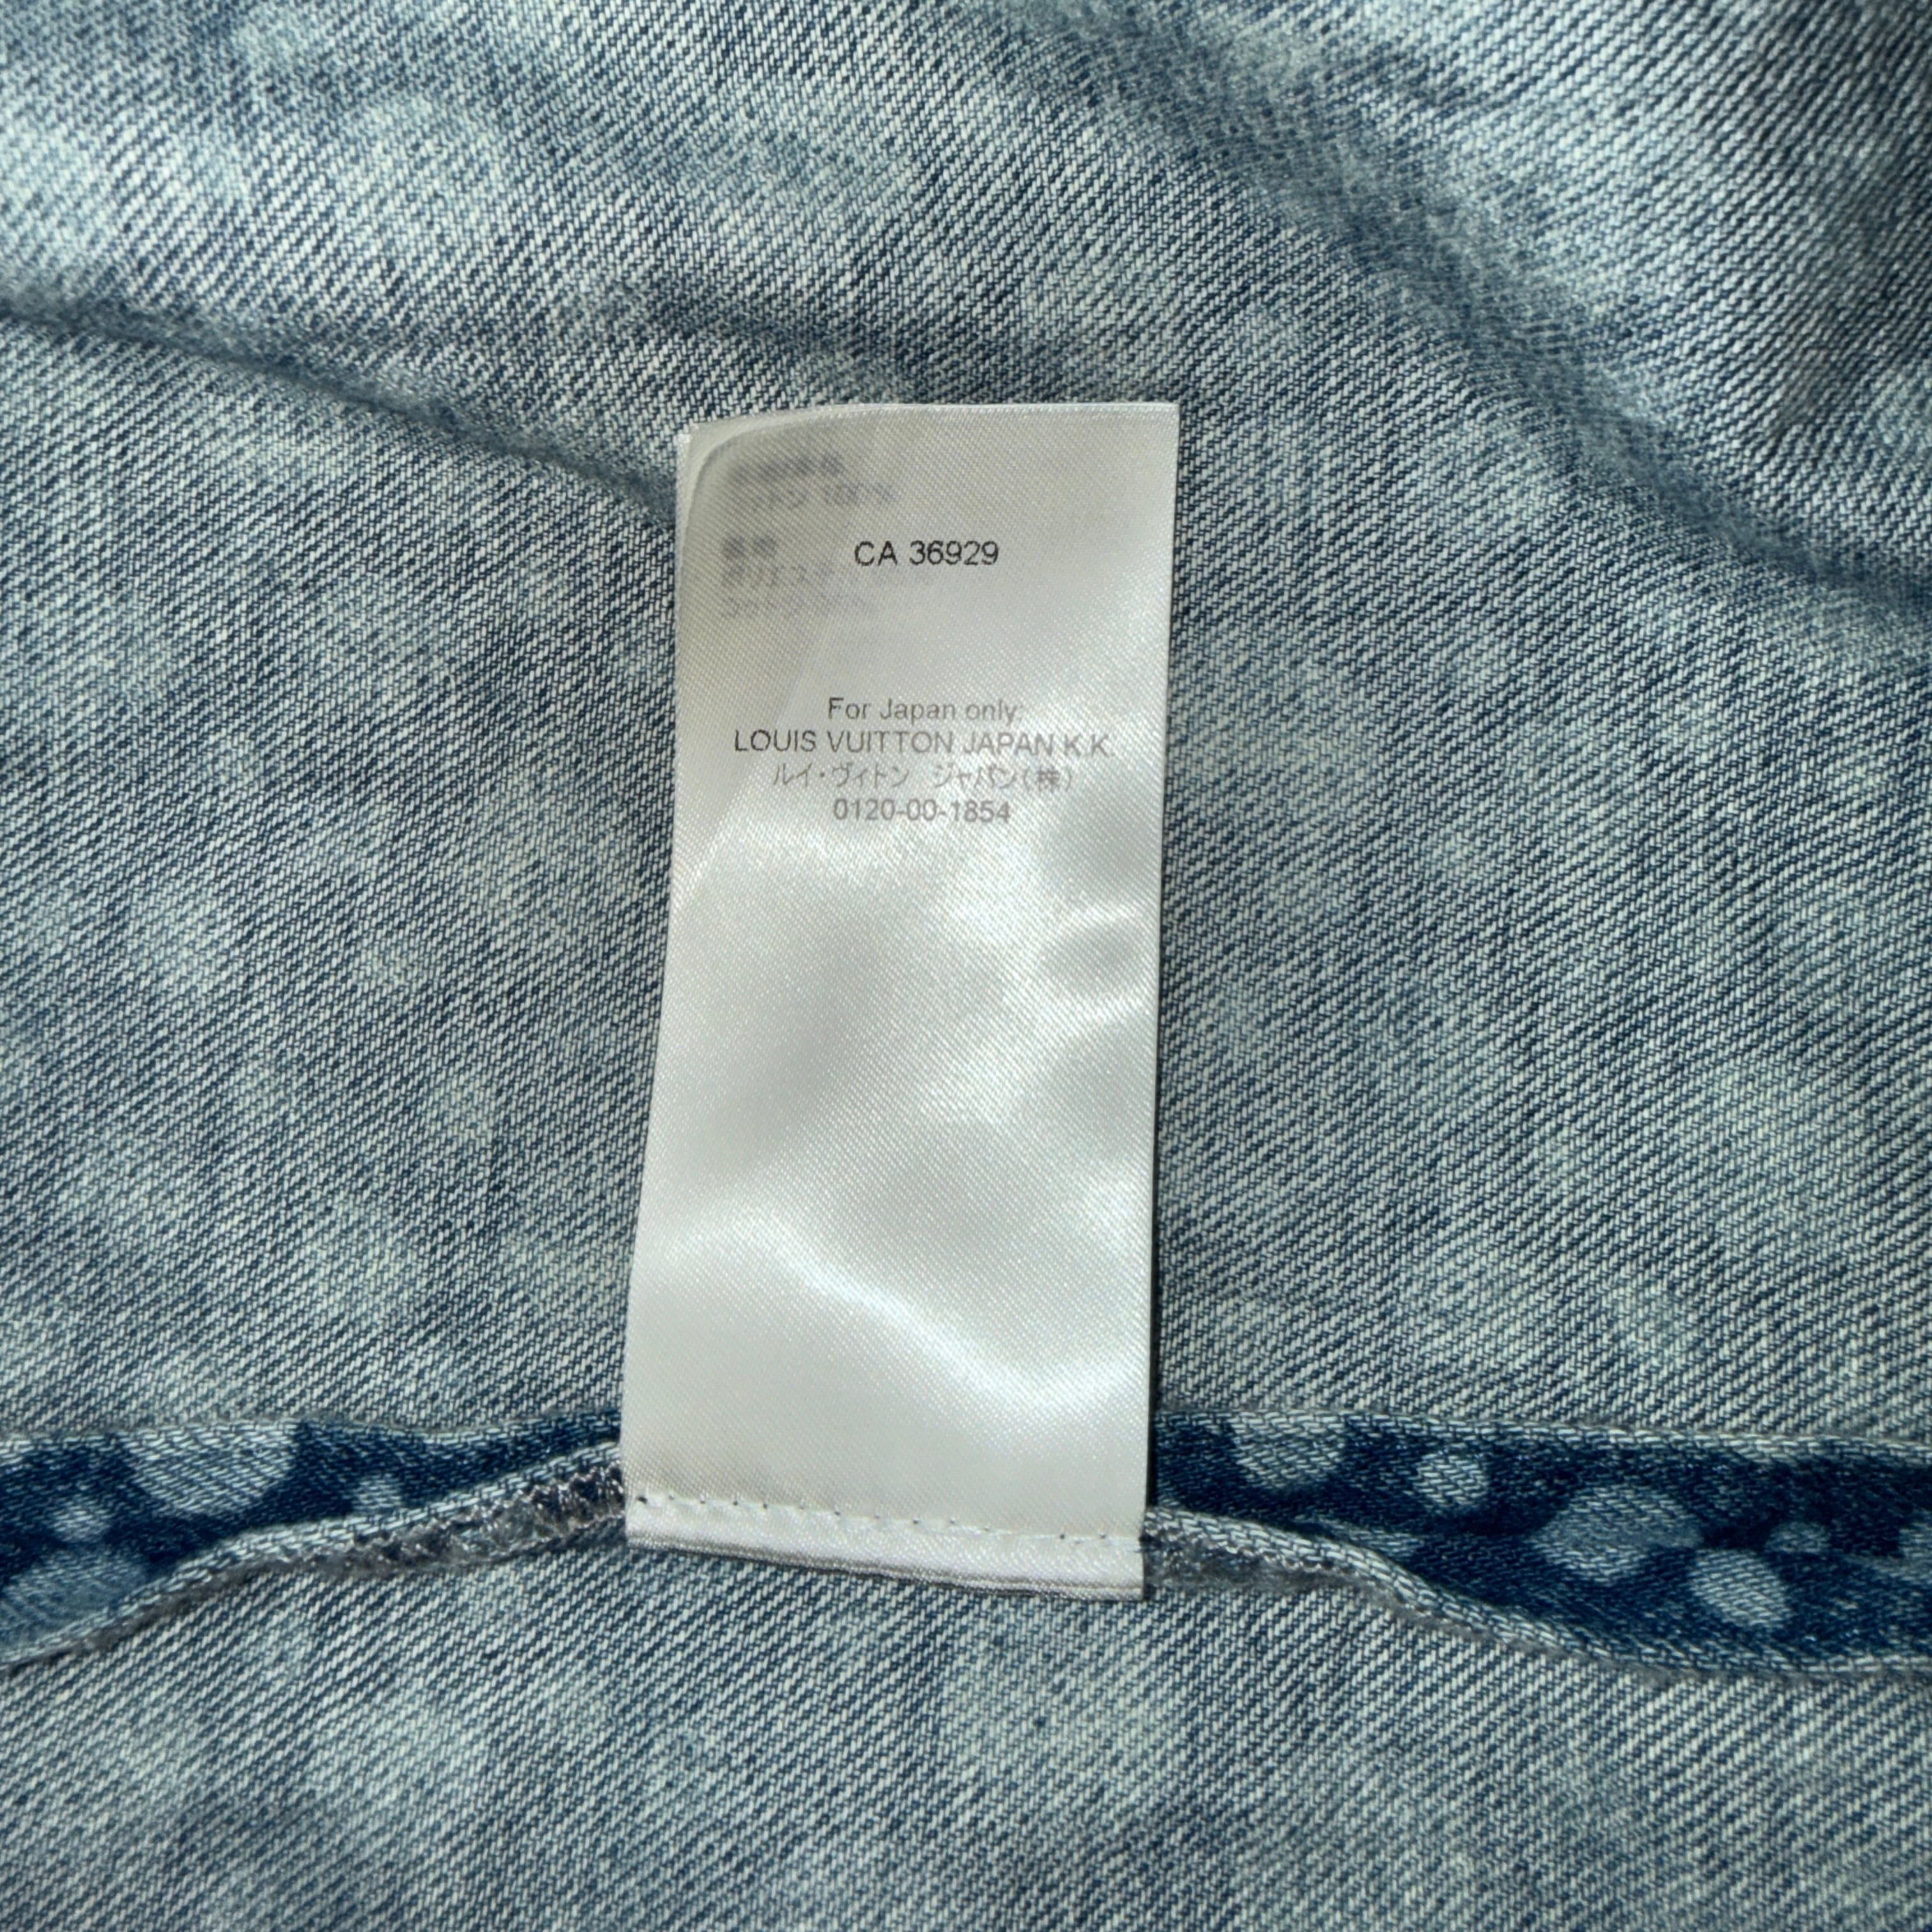 CA 36929
For Japan only:
LOUIS VUITTON JAPAN K.K.
ルイ・ヴィトン ジャパン(株)
0120-00-1854